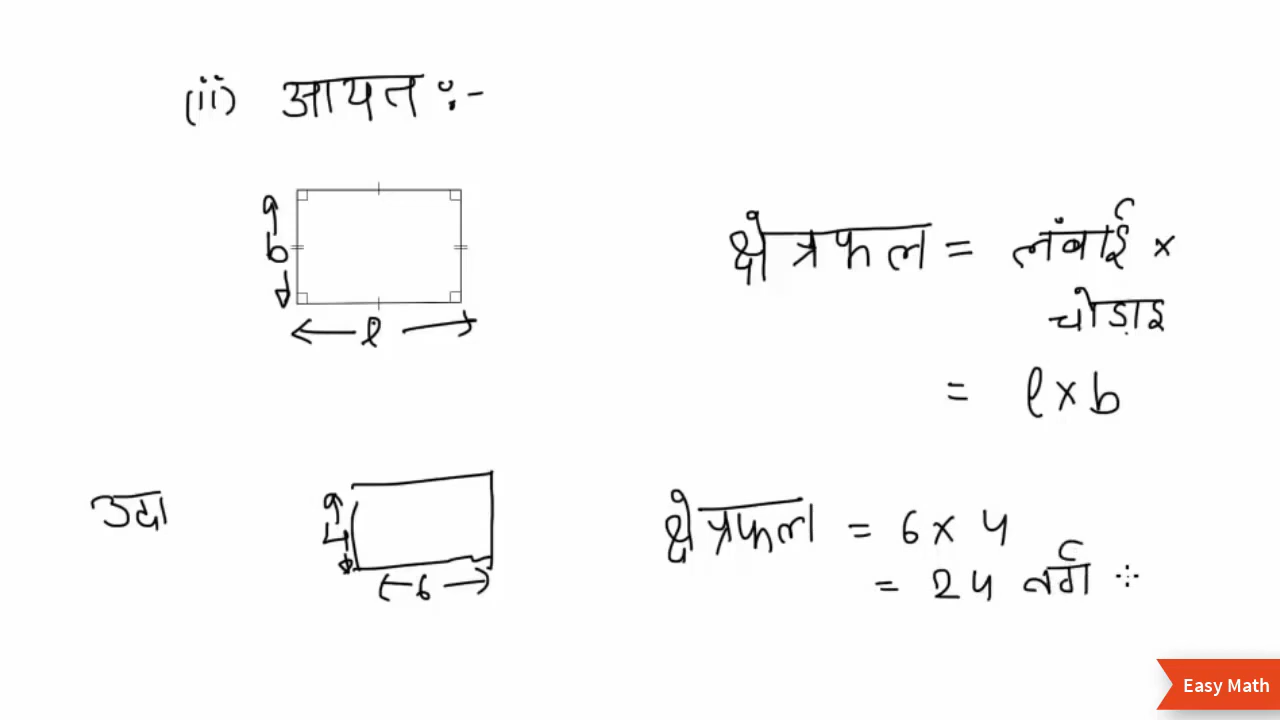 (ii) आयत :-
b
l
क्षेत्रफल = लंबाई ×
चोडाइ
= l × b
उदा
4
6
क्षेत्रफल = 6 × 4
= 24 वर्ग
Easy Math